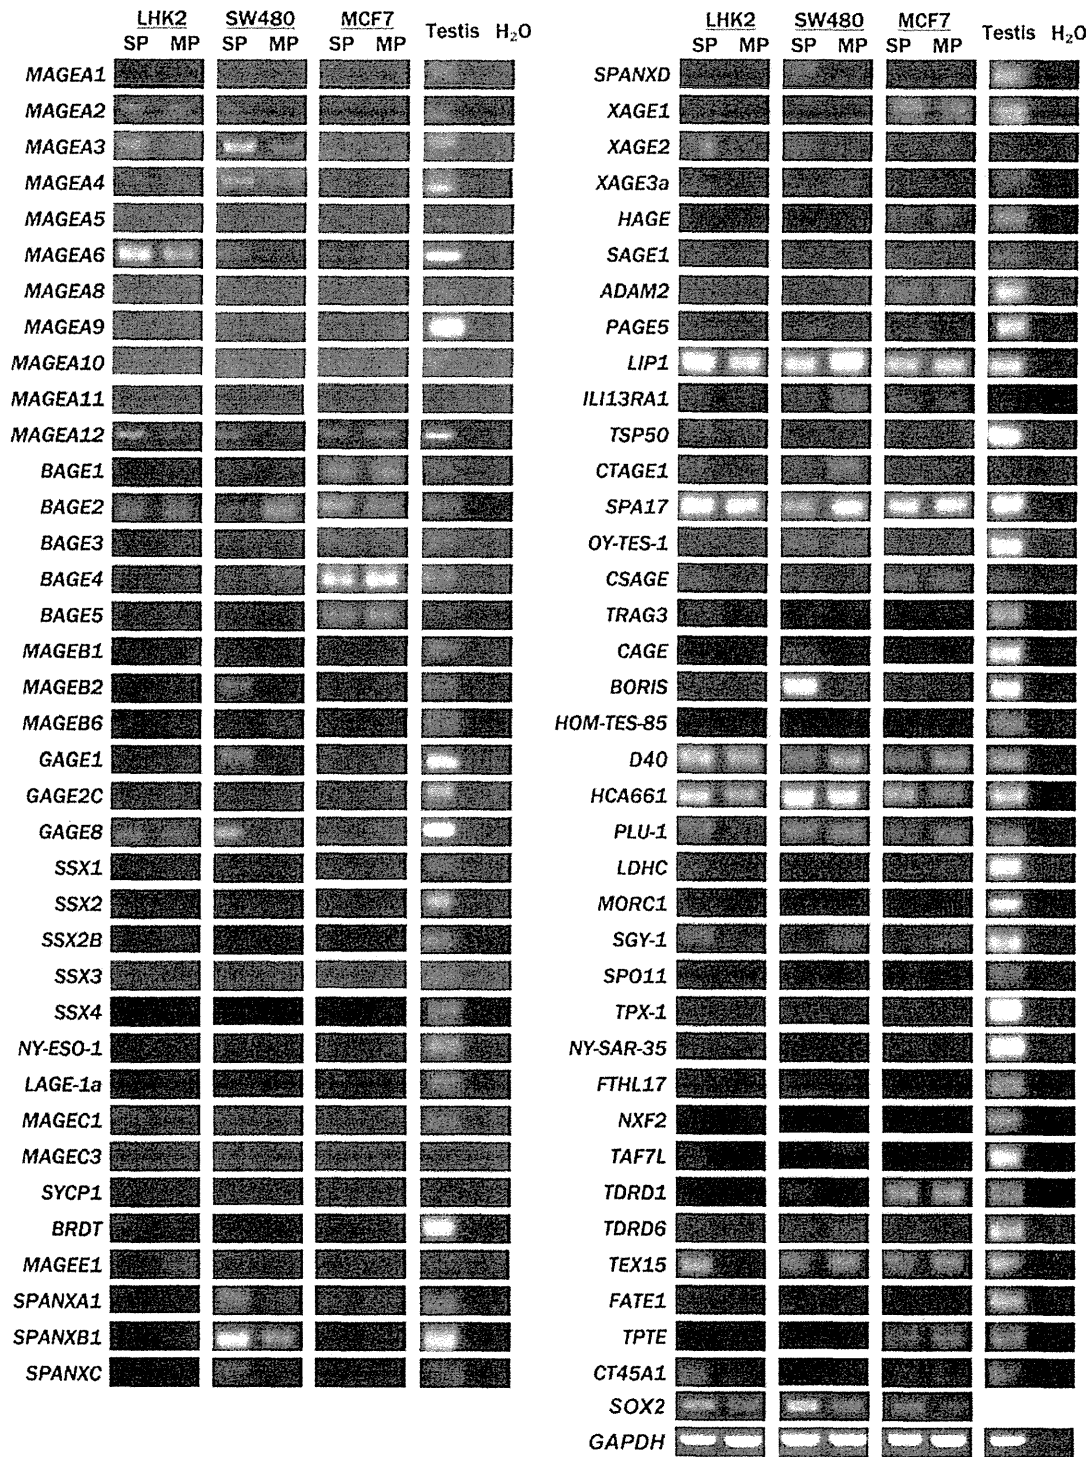 LHK2 SW480 MCF7
SP MP SP MP SP MP Testis H₂O
MAGEA1
MAGEA2
MAGEA3
MAGEA4
MAGEA5
MAGEA6
MAGEA8
MAGEA9
MAGEA10
MAGEA11
MAGEA12
BAGE1
BAGE2
BAGE3
BAGE4
BAGE5
MAGEB1
MAGEB2
MAGEB6
GAGE1
GAGE2C
GAGE8
SSX1
SSX2
SSX2B
SSX3
SSX4
NY-ESO-1
LAGE-1a
MAGEC1
MAGEC3
SYCP1
BRDT
MAGEE1
SPANXA1
SPANXB1
SPANXC
LHK2 SW480 MCF7
SP MP SP MP SP MP Testis H₂O
SPANXD
XAGE1
XAGE2
XAGE3a
HAGE
SAGE1
ADAM2
PAGE5
LIP1
ILI13RA1
TSP50
CTAGE1
SPA17
OY-TES-1
CSAGE
TRAG3
CAGE
BORIS
HOM-TES-85
D40
HCA661
PLU-1
LDHC
MORC1
SGY-1
SPO11
TPX-1
NY-SAR-35
FTHL17
NXF2
TAF7L
TDRD1
TDRD6
TEX15
FATE1
TPTE
CT45A1
SOX2
GAPDH